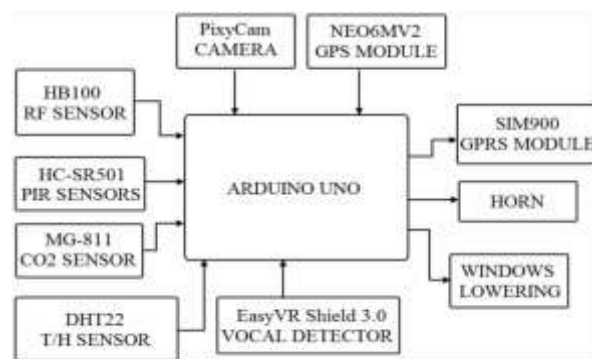 PixyCam
CAMERA
NEO6MV2
GPS MODULE
HB100
RF SENSOR
SIM900
GPRS MODULE
HC-SR501
PIR SENSORS
ARDUINO UNO
HORN
MG-811
CO2 SENSOR
WINDOWS
LOWERING
DHT22
T/H SENSOR
EasyVR Shield 3.0
VOCAL DETECTOR